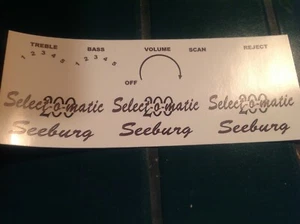 TREBLE BASS VOLUME SCAN REJECT
1 2 3 4 5 1 2 3 4 5
OFF
Select-o-matic Select-o-matic Select-o-matic
200 200 200
Seeburg Seeburg Seeburg